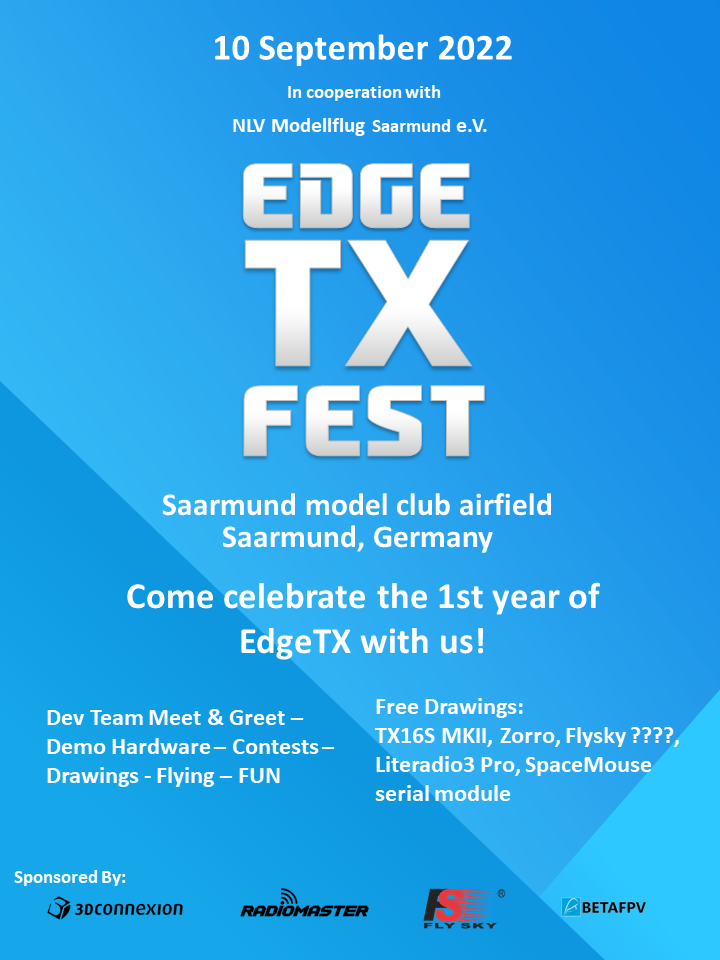 10 September 2022
In cooperation with
NLV Modellflug Saarmund e.V.
EDGE
TX
FEST
Saarmund model club airfield
Saarmund, Germany
Come celebrate the 1st year of
EdgeTX with us!
Dev Team Meet & Greet –
Demo Hardware – Contests –
Drawings - Flying – FUN
Free Drawings:
TX16S MKII, Zorro, Flysky ????,
Literadio3 Pro, SpaceMouse
serial module
Sponsored By:
3DCONNEXION
RADIOMASTER
FS®
FLY SKY
BETAFPV